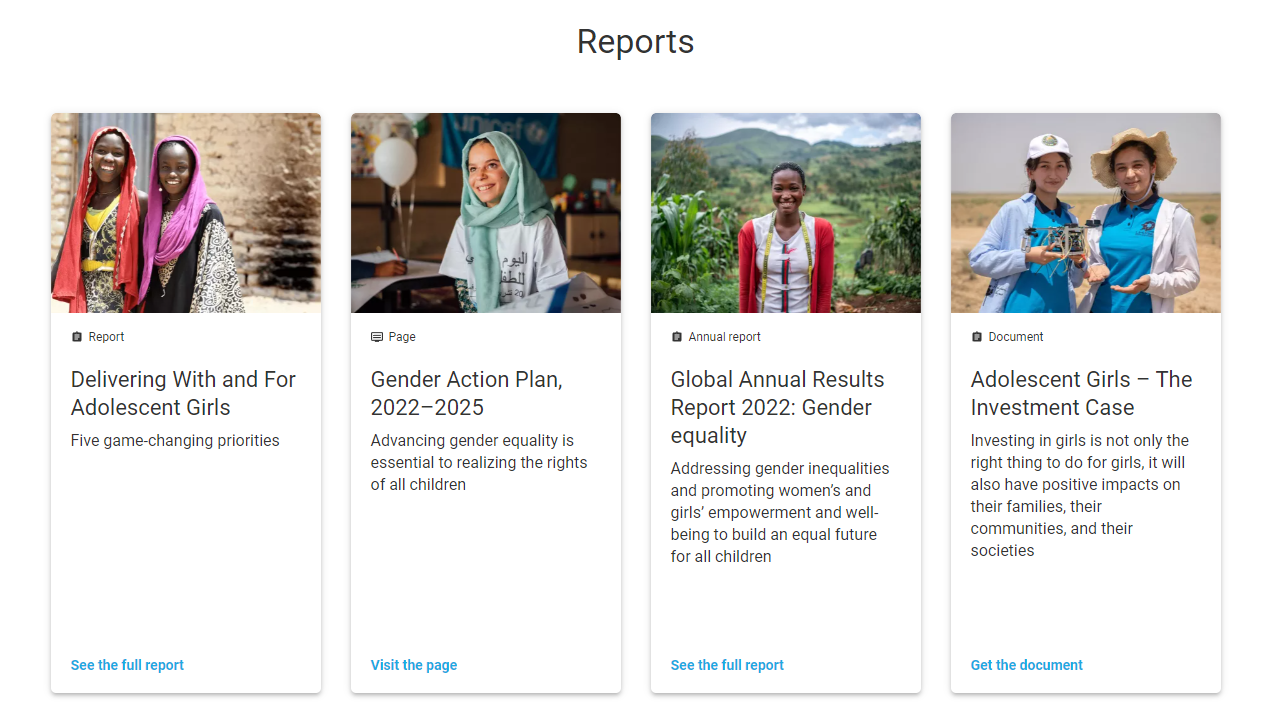 Reports
unicef
اليوم
للطفل
20
Report
Delivering With and For
Adolescent Girls
Five game-changing priorities
See the full report
Page
Gender Action Plan,
2022–2025
Advancing gender equality is
essential to realizing the rights
of all children
Visit the page
Annual report
Global Annual Results
Report 2022: Gender
equality
Addressing gender inequalities
and promoting women’s and
girls’ empowerment and well-
being to build an equal future
for all children
See the full report
Document
Adolescent Girls – The
Investment Case
Investing in girls is not only the
right thing to do for girls, it will
also have positive impacts on
their families, their
communities, and their
societies
Get the document